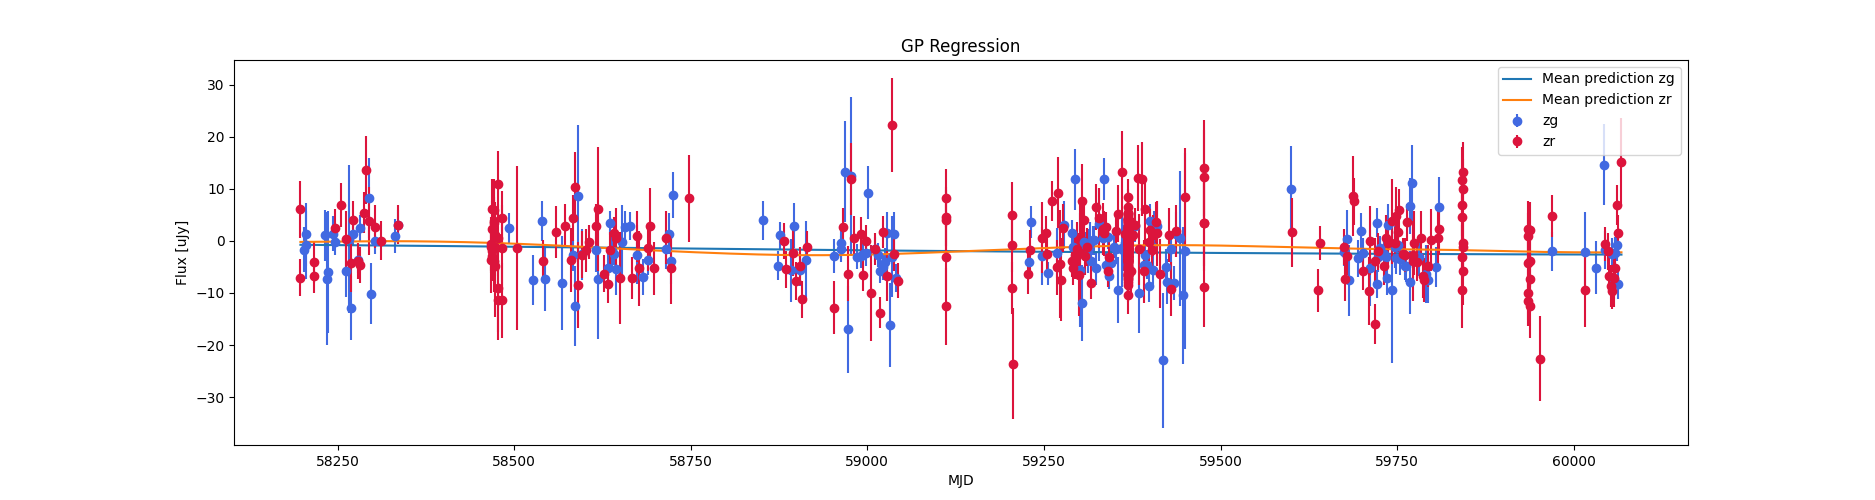 GP Regression
Flux [uJy]
30
20
10
0
−10
−20
−30
58250
58500
58750
59000
59250
59500
59750
60000
MJD
Mean prediction zg
Mean prediction zr
zg
zr